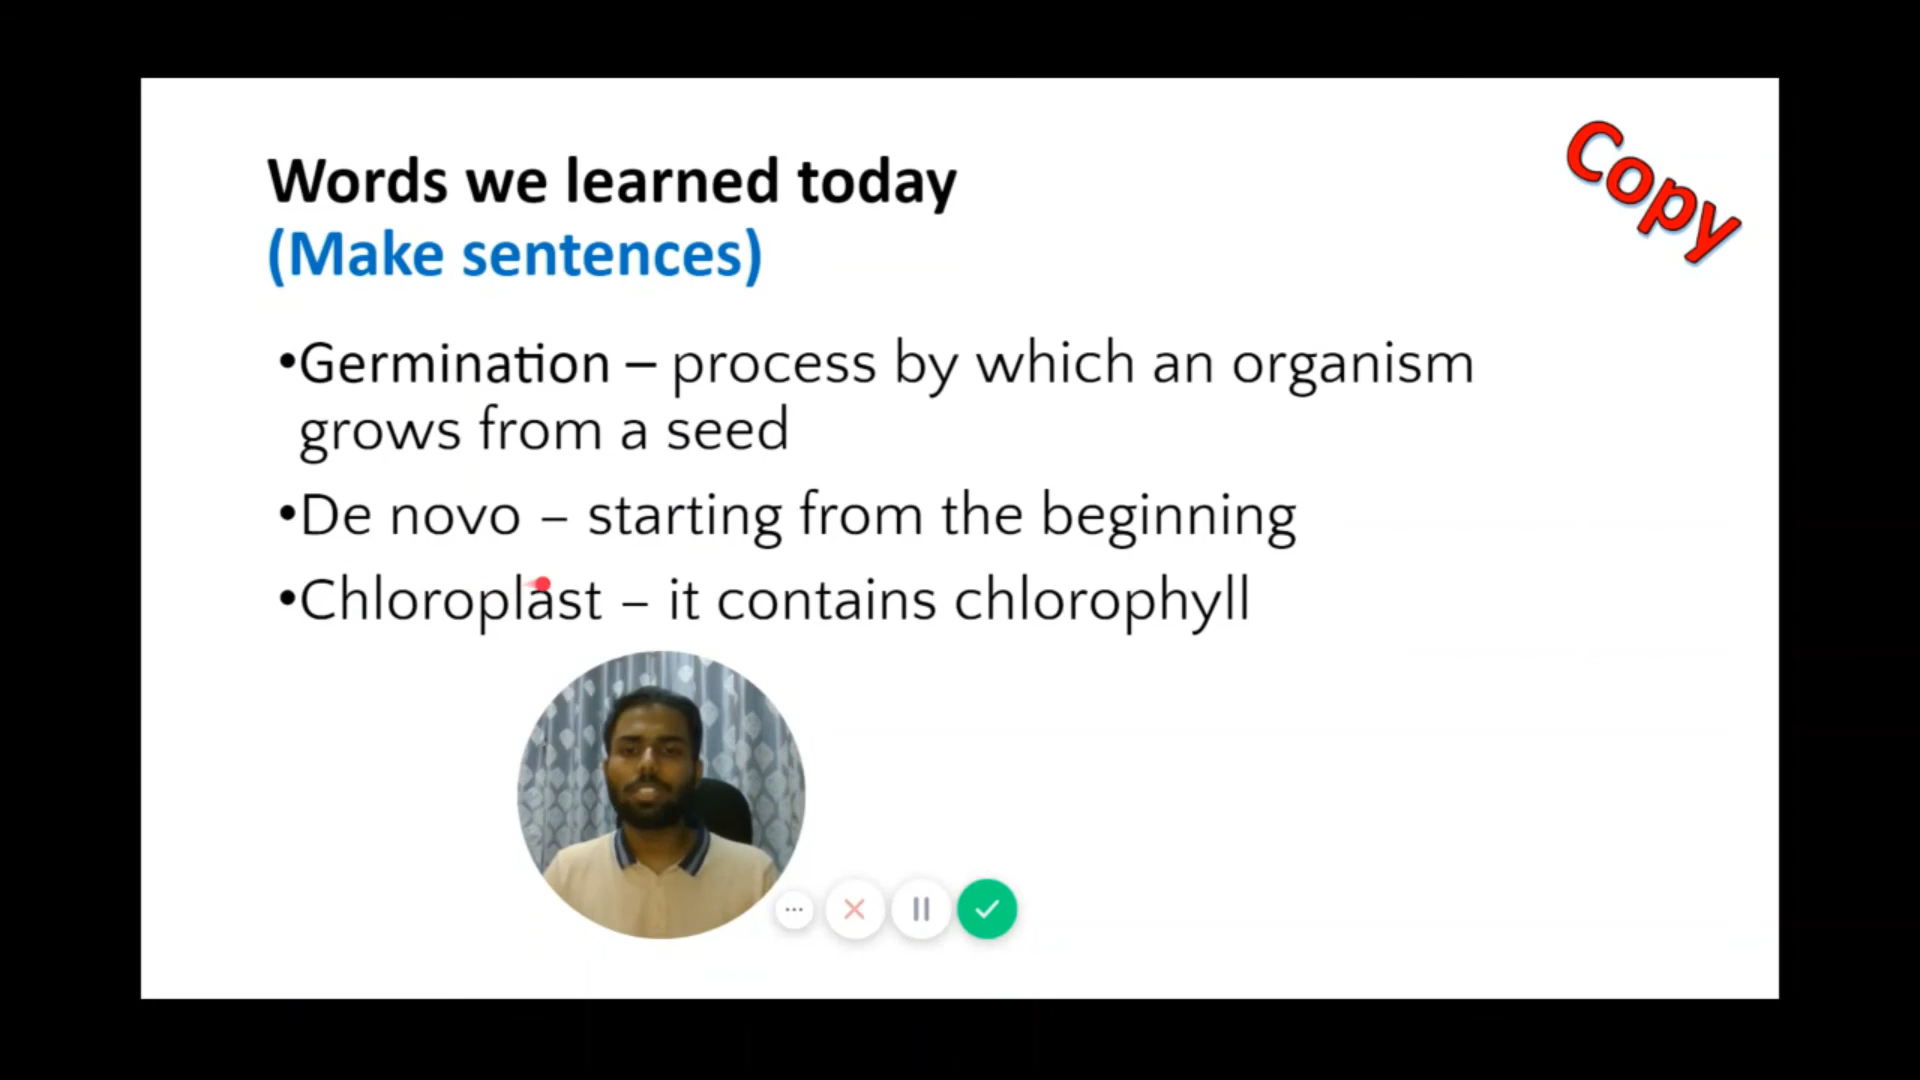 Words we learned today
(Make sentences)
Copy
•Germination – process by which an organism
grows from a seed
•De novo – starting from the beginning
•Chloroplast – it contains chlorophyll